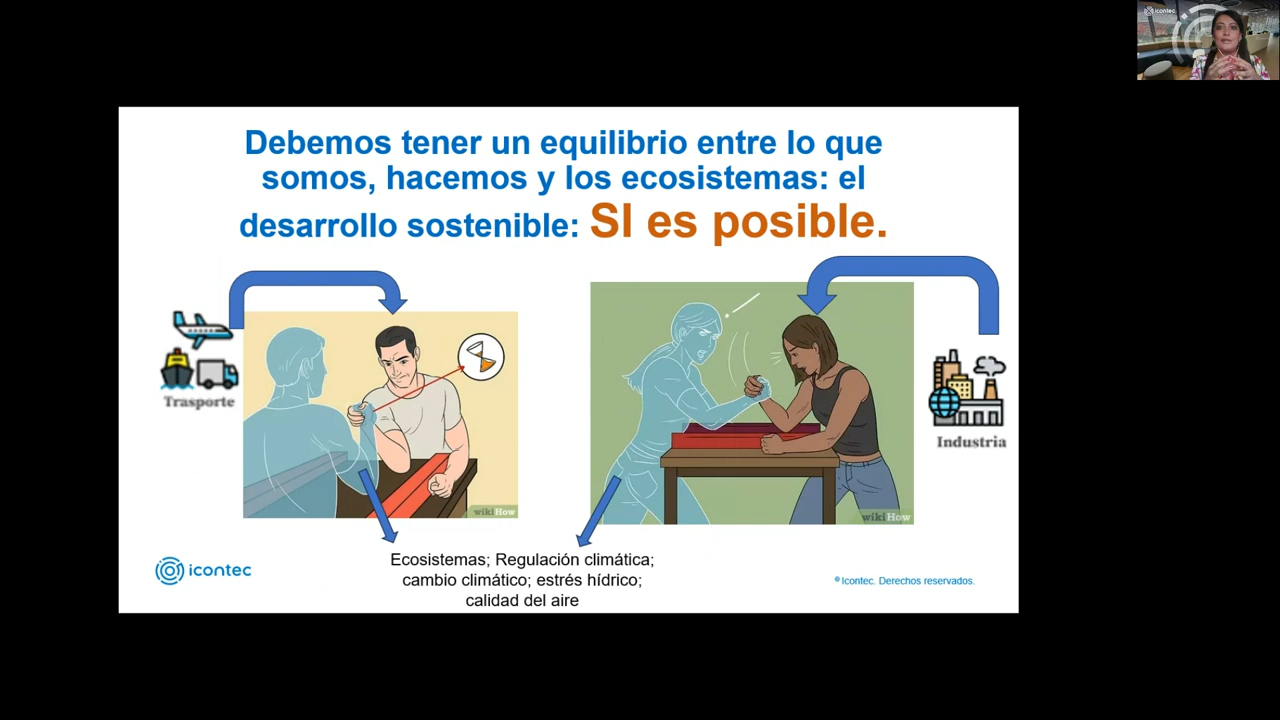 icontec
Debemos tener un equilibrio entre lo que
somos, hacemos y los ecosistemas: el
desarrollo sostenible: SI es posible.
Trasporte
Industria
wikiHow
wikiHow
Ecosistemas; Regulación climática;
cambio climático; estrés hídrico;
calidad del aire
icontec
© Icontec. Derechos reservados.